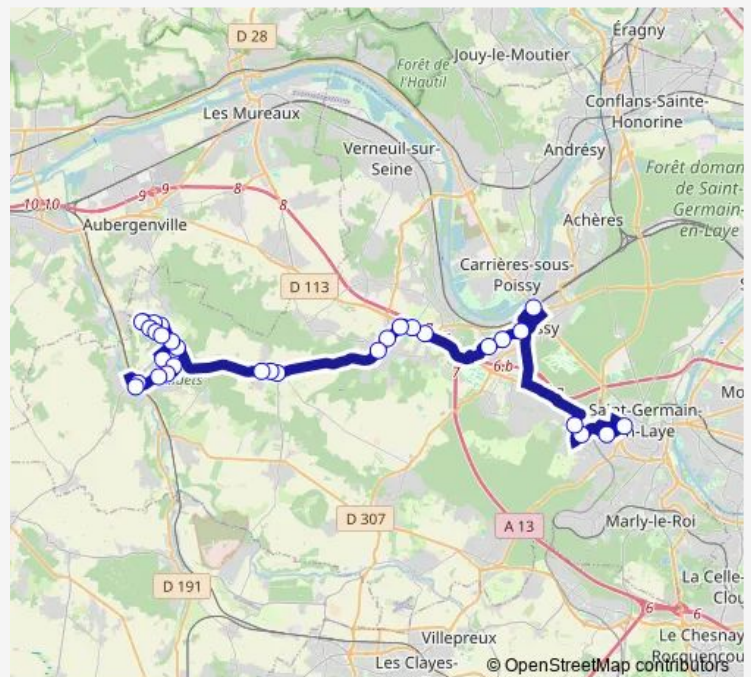 Éragny
D 28
Jouy-le-Moutier
Forêt de
l'Hautil
Conflans-Sainte-
Honorine
Les Mureaux
Verneuil-sur-
Seine
Andrésy
Forêt doman
de Saint-
Germain-
en-Laye
10 10
9
9
8
8
Aubergenville
Achères
Carrières-sous-
Poissy
D 113
ssy
6:b
7
Mo
Saint-Germain-
n-Laye
D 307
A 13
Marly-le-Roi
D 191
La Celle-
Clou
6
6
Villepreux
Le Chesnay
Rocquencou
Les Clayes-
© OpenStreetMap contributors